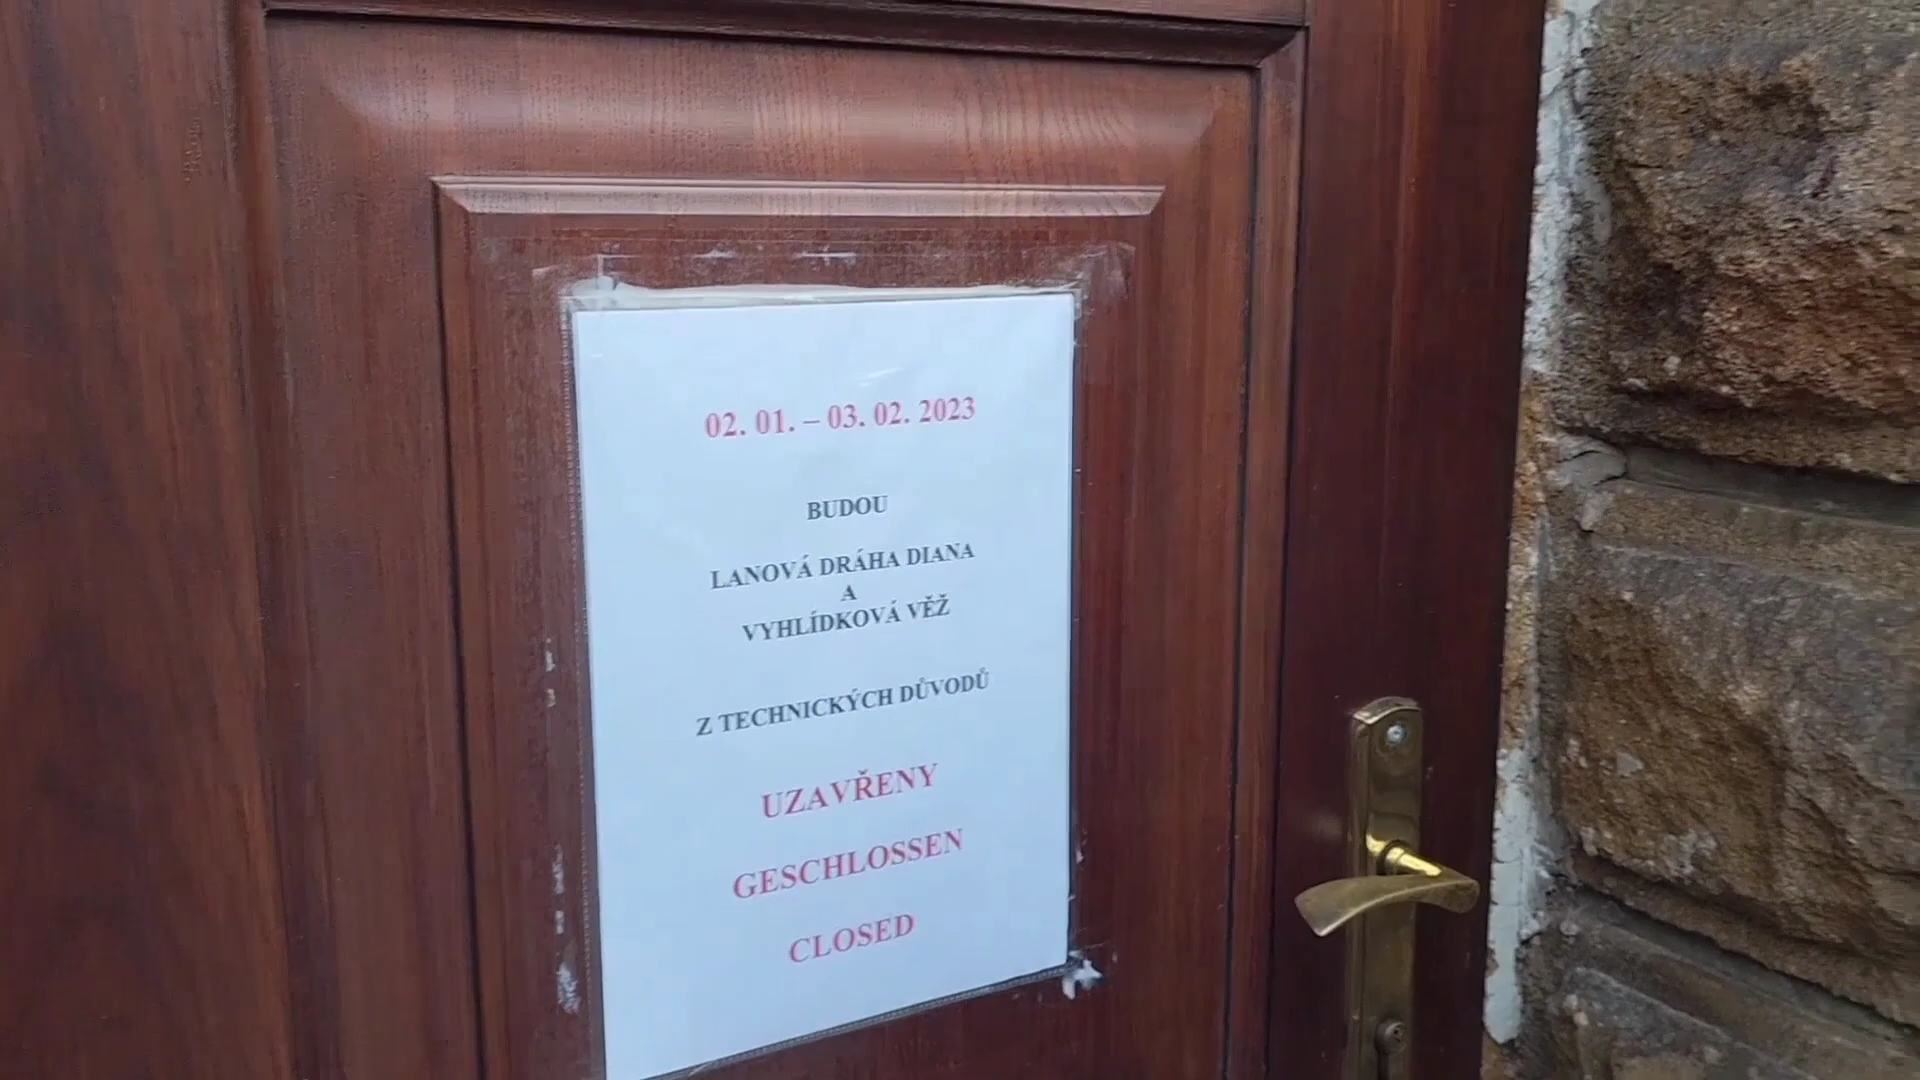 02. 01. – 03. 02. 2023
BUDOU
LANOVÁ DRÁHA DIANA
A
VYHLÍDKOVÁ VĚŽ
Z TECHNICKÝCH DŮVODŮ
UZAVŘENY
GESCHLOSSEN
CLOSED